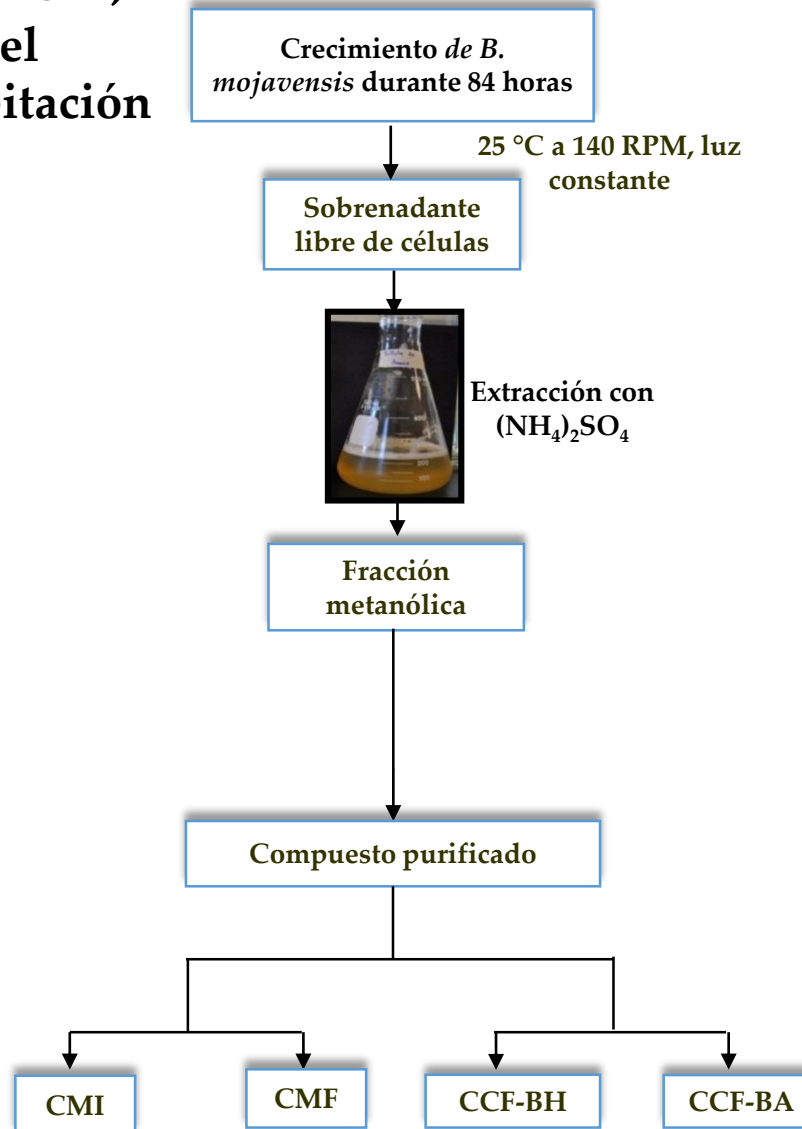 el
itación
Crecimiento de B.
mojavensis durante 84 horas
25 °C a 140 RPM, luz
constante
Sobrenadante
libre de células
Extracción con
(NH₄)₂SO₄
Fracción
metanólica
Compuesto purificado
CMI
CMF
CCF-BH
CCF-BA